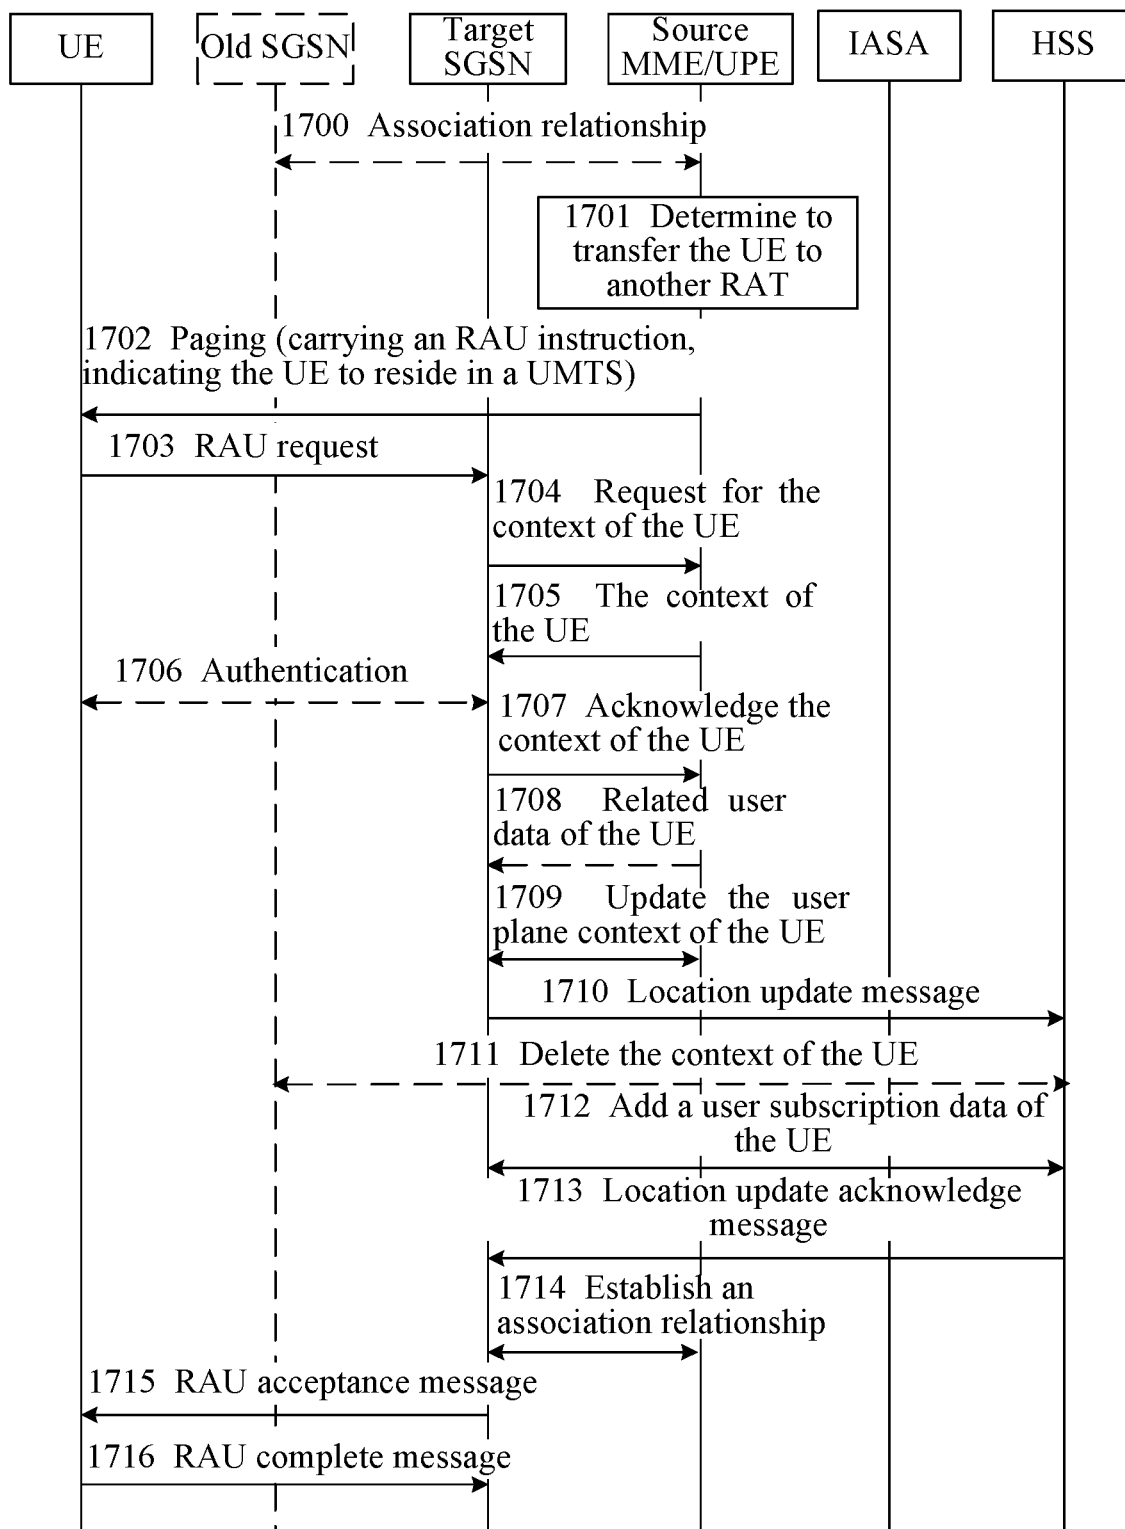 UE
Old SGSN
Target
SGSN
Source
MME/UPE
IASA
HSS
1700 Association relationship
1701 Determine to
transfer the UE to
another RAT
1702 Paging (carrying an RAU instruction,
indicating the UE to reside in a UMTS)
1703 RAU request
1704 Request for the
context of the UE
1705 The context of
the UE
1706 Authentication
1707 Acknowledge the
context of the UE
1708 Related user
data of the UE
1709 Update the user
plane context of the UE
1710 Location update message
1711 Delete the context of the UE
1712 Add a user subscription data of
the UE
1713 Location update acknowledge
message
1714 Establish an
association relationship
1715 RAU acceptance message
1716 RAU complete message